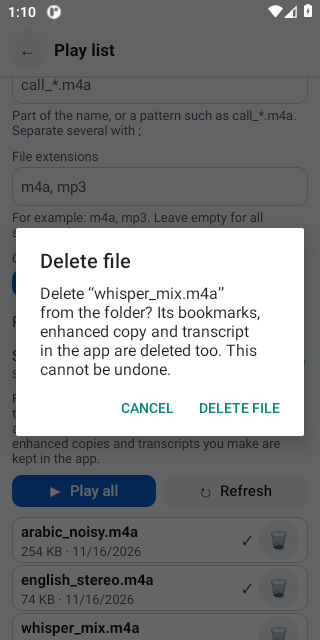 1:10
Play list
call_*.m4a
Part of the name, or a pattern such as call_*.m4a.
Separate several with ;
File extensions
m4a, mp3
For example: m4a, mp3. Leave empty for all
Delete file
Delete “whisper_mix.m4a”
from the folder? Its bookmarks,
enhanced copy and transcript
in the app are deleted too. This
cannot be undone.
CANCEL
DELETE FILE
enhanced copies and transcripts you make are
kept in the app.
Play all
Refresh
arabic_noisy.m4a
254 KB · 11/16/2026
english_stereo.m4a
74 KB · 11/16/2026
whisper_mix.m4a